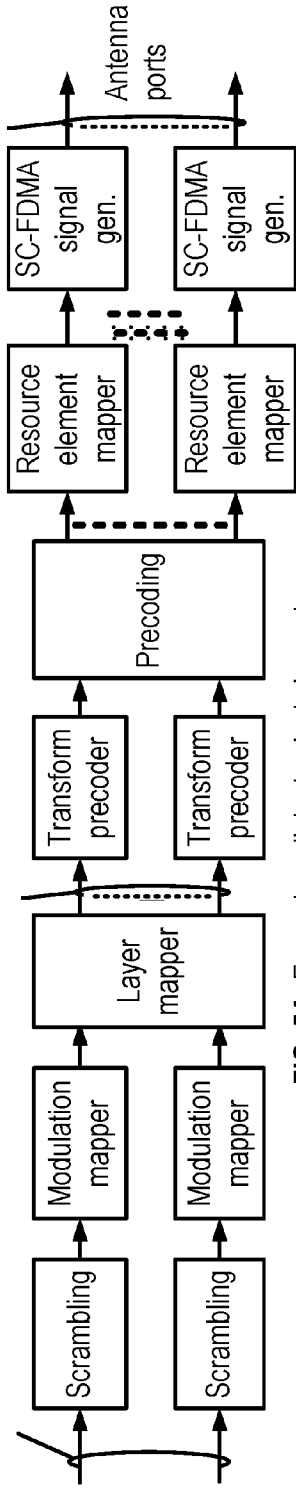 Scrambling
Modulation
mapper
Layer
mapper
Transform
precoder
Precoding
Resource
element
mapper
SC-FDMA
signal
gen.
Antenna
ports
Scrambling
Modulation
mapper
Transform
precoder
Resource
element
mapper
SC-FDMA
signal
gen.